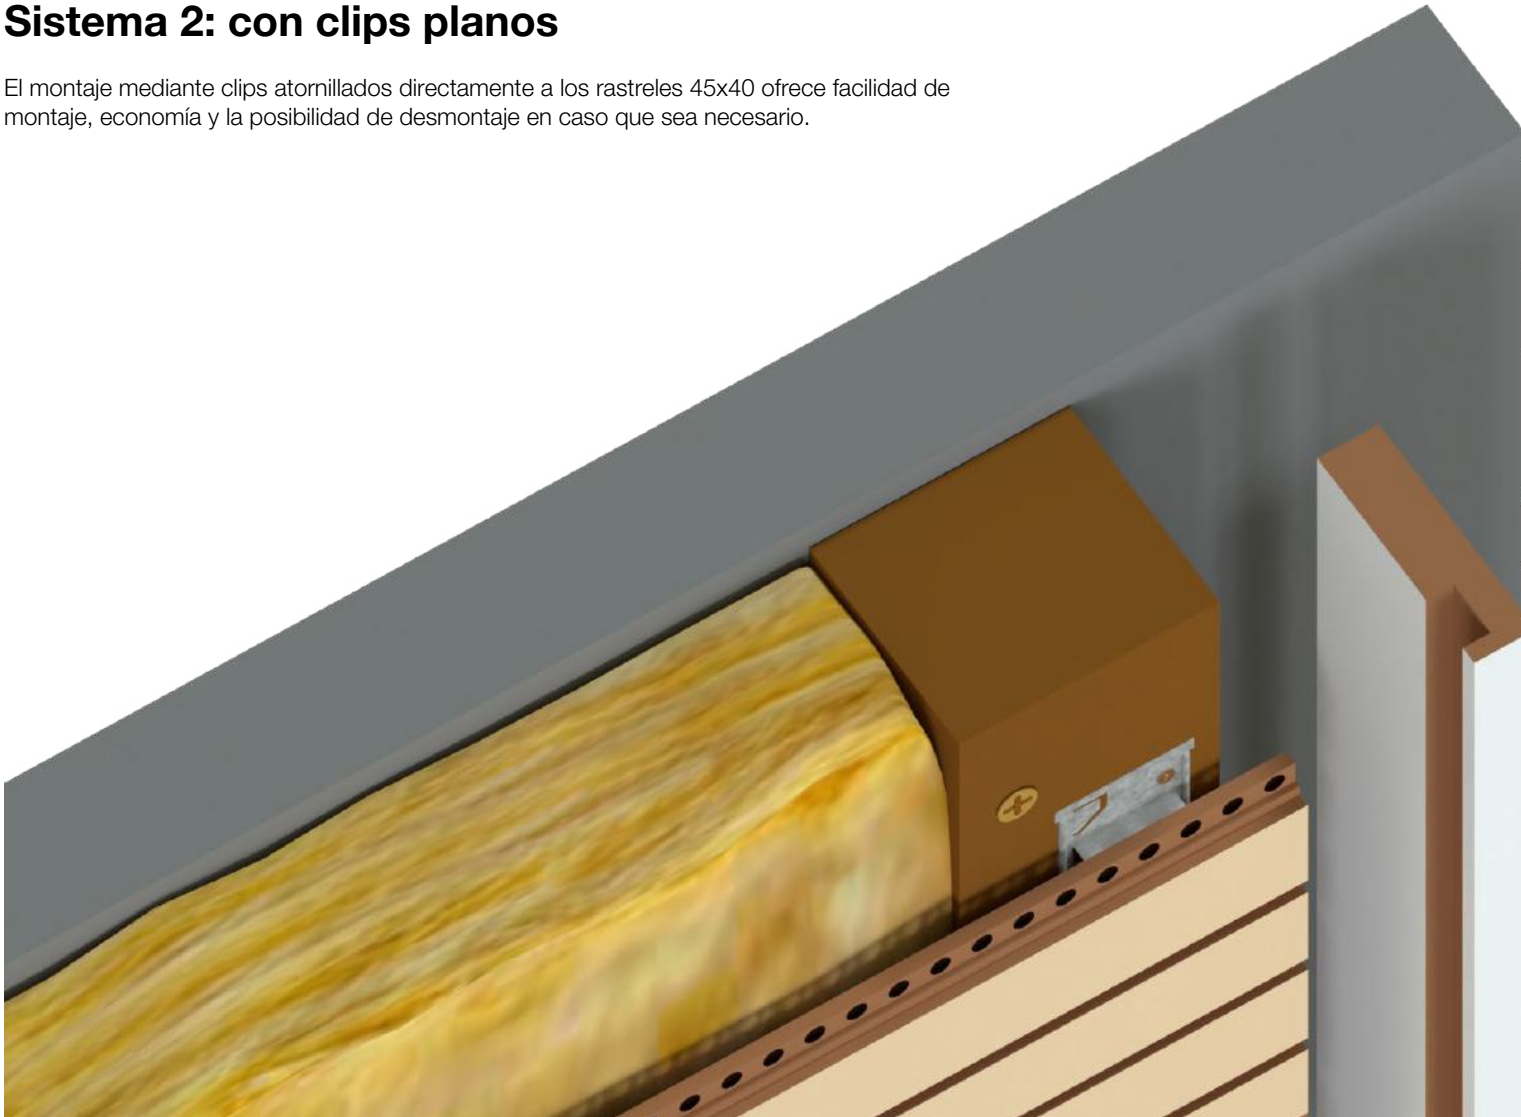 Sistema 2: con clips planos
El montaje mediante clips atornillados directamente a los rastreles 45x40 ofrece facilidad de
montaje, economía y la posibilidad de desmontaje en caso que sea necesario.